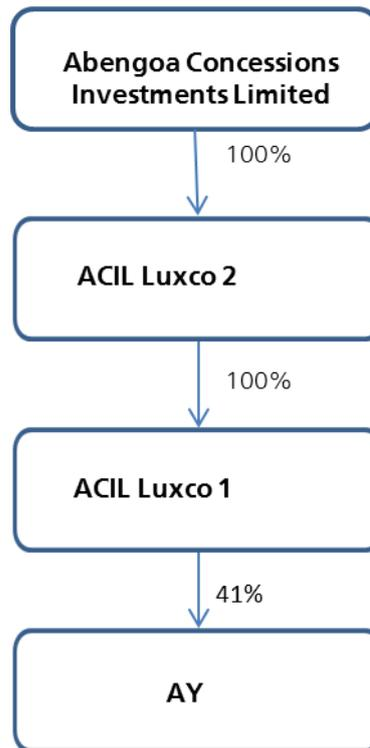 Abengoa Concessions
Investments Limited
100%
ACIL Luxco 2
100%
ACIL Luxco 1
41%
AY